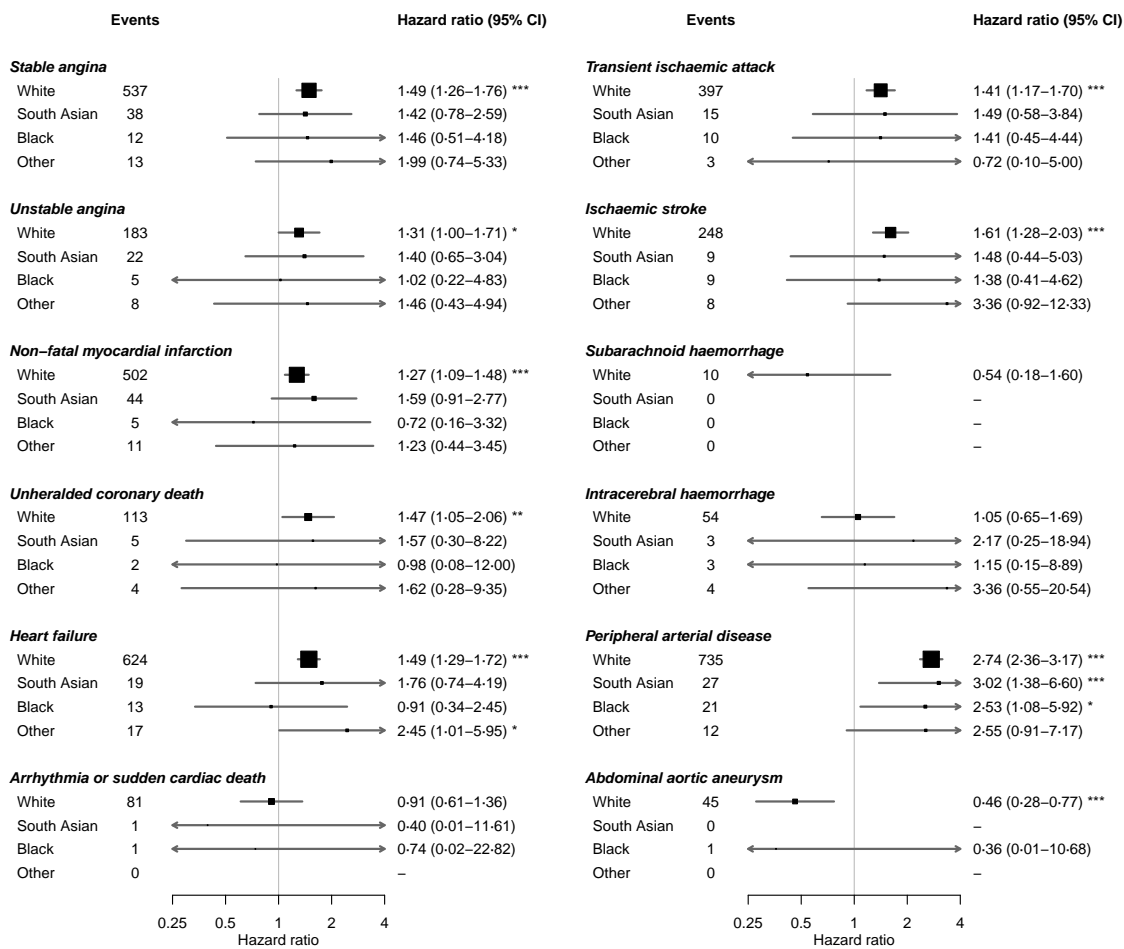 Events Hazard ratio (95% CI)
Stable angina
White 537 1·49 (1·26–1·76) ***
South Asian 38 1·42 (0·78–2·59)
Black 12 1·46 (0·51–4·18)
Other 13 1·99 (0·74–5·33)
Unstable angina
White 183 1·31 (1·00–1·71) *
South Asian 22 1·40 (0·65–3·04)
Black 5 1·02 (0·22–4·83)
Other 8 1·46 (0·43–4·94)
Non–fatal myocardial infarction
White 502 1·27 (1·09–1·48) ***
South Asian 44 1·59 (0·91–2·77)
Black 5 0·72 (0·16–3·32)
Other 11 1·23 (0·44–3·45)
Unheralded coronary death
White 113 1·47 (1·05–2·06) **
South Asian 5 1·57 (0·30–8·22)
Black 2 0·98 (0·08–12·00)
Other 4 1·62 (0·28–9·35)
Heart failure
White 624 1·49 (1·29–1·72) ***
South Asian 19 1·76 (0·74–4·19)
Black 13 0·91 (0·34–2·45)
Other 17 2·45 (1·01–5·95) *
Arrhythmia or sudden cardiac death
White 81 0·91 (0·61–1·36)
South Asian 1 0·40 (0·01–11·61)
Black 1 0·74 (0·02–22·82)
Other 0 –
0.25 0.5 1 2 4
Hazard ratio
Events Hazard ratio (95% CI)
Transient ischaemic attack
White 397 1·41 (1·17–1·70) ***
South Asian 15 1·49 (0·58–3·84)
Black 10 1·41 (0·45–4·44)
Other 3 0·72 (0·10–5·00)
Ischaemic stroke
White 248 1·61 (1·28–2·03) ***
South Asian 9 1·48 (0·44–5·03)
Black 9 1·38 (0·41–4·62)
Other 8 3·36 (0·92–12·33)
Subarachnoid haemorrhage
White 10 0·54 (0·18–1·60)
South Asian 0 –
Black 0 –
Other 0 –
Intracerebral haemorrhage
White 54 1·05 (0·65–1·69)
South Asian 3 2·17 (0·25–18·94)
Black 3 1·15 (0·15–8·89)
Other 4 3·36 (0·55–20·54)
Peripheral arterial disease
White 735 2·74 (2·36–3·17) ***
South Asian 27 3·02 (1·38–6·60) ***
Black 21 2·53 (1·08–5·92) *
Other 12 2·55 (0·91–7·17)
Abdominal aortic aneurysm
White 45 0·46 (0·28–0·77) ***
South Asian 0 –
Black 1 0·36 (0·01–10·68)
Other 0 –
0.25 0.5 1 2 4
Hazard ratio